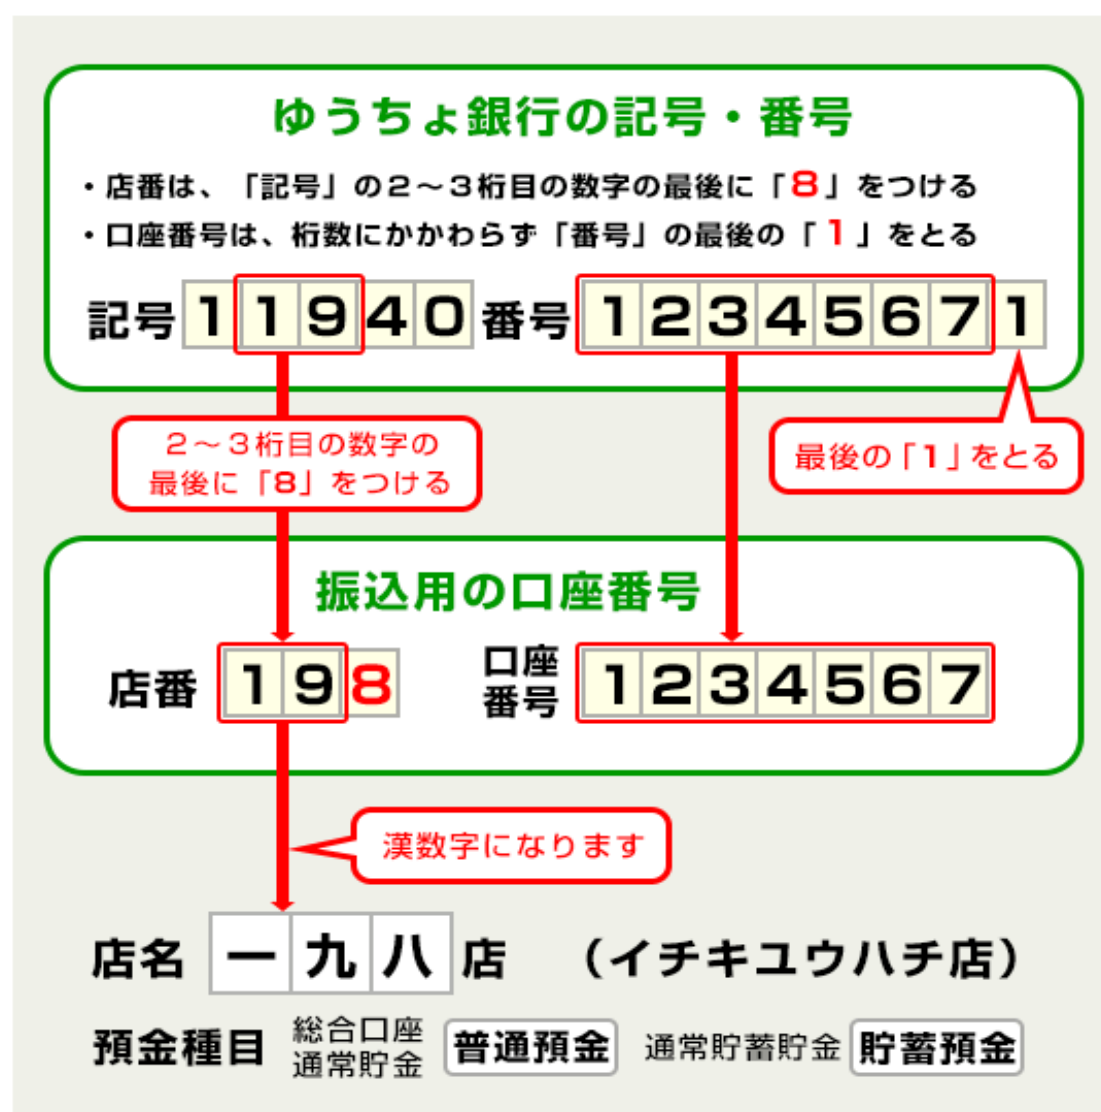 ゆうちょ銀行の記号・番号
・店番は、「記号」の２～３桁目の数字の最後に「8」をつける
・口座番号は、桁数にかかわらず「番号」の最後の「1」をとる
記号 1 1 9 4 0 番号 1 2 3 4 5 6 7 1
２～３桁目の数字の
最後に「8」をつける
最後の「1」をとる
振込用の口座番号
店番 1 9 8
口座
番号 1 2 3 4 5 6 7
漢数字になります
店名 一 九 八 店 （イチキユウハチ店）
預金種目 総合口座
通常貯金 普通預金 通常貯蓄貯金 貯蓄預金